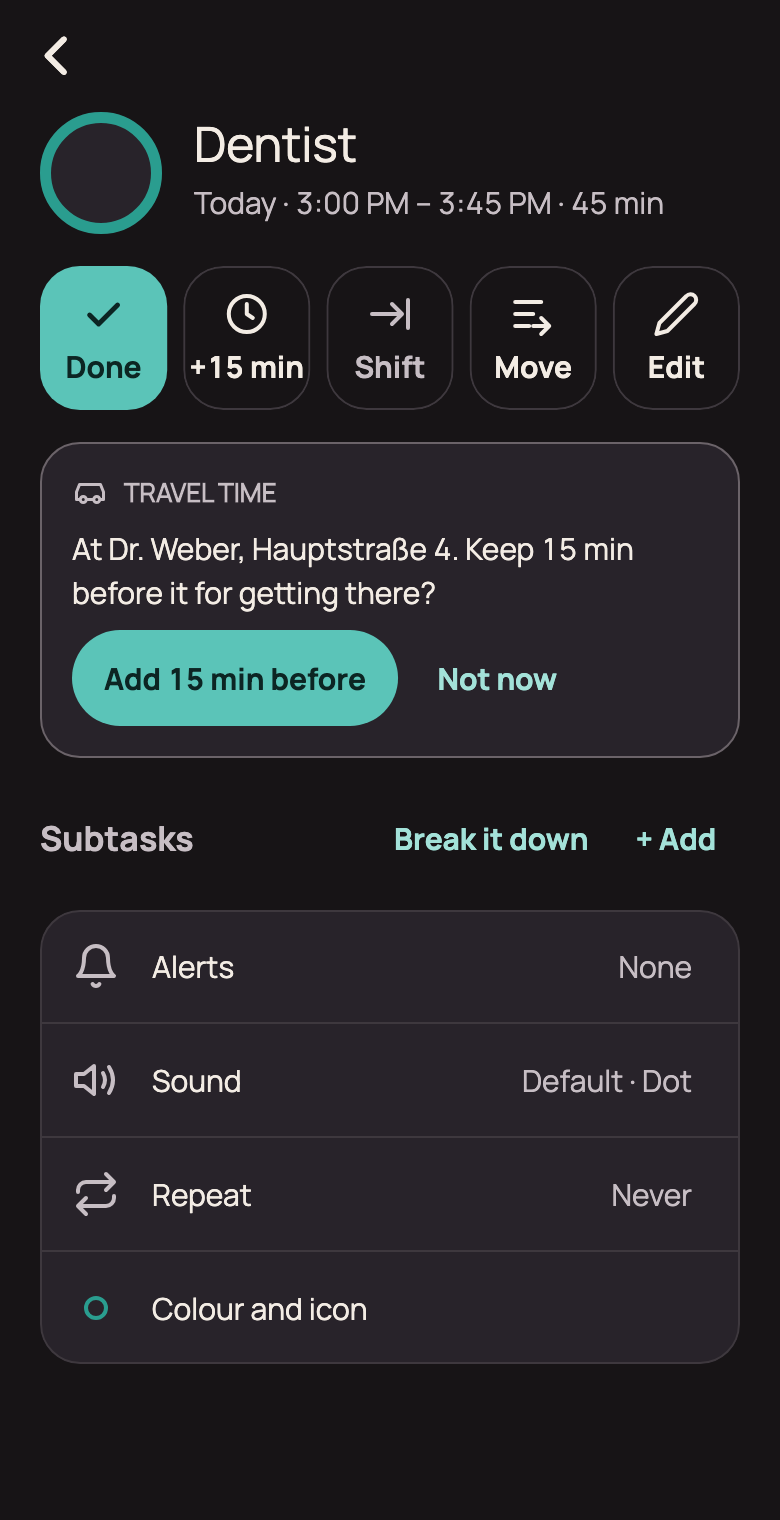 Dentist
Today · 3:00 PM – 3:45 PM · 45 min
Done
+15 min
Shift
Move
Edit
TRAVEL TIME
At Dr. Weber, Hauptstraße 4. Keep 15 min
before it for getting there?
Add 15 min before
Not now
Subtasks
Break it down
+ Add
Alerts
None
Sound
Default · Dot
Repeat
Never
Colour and icon